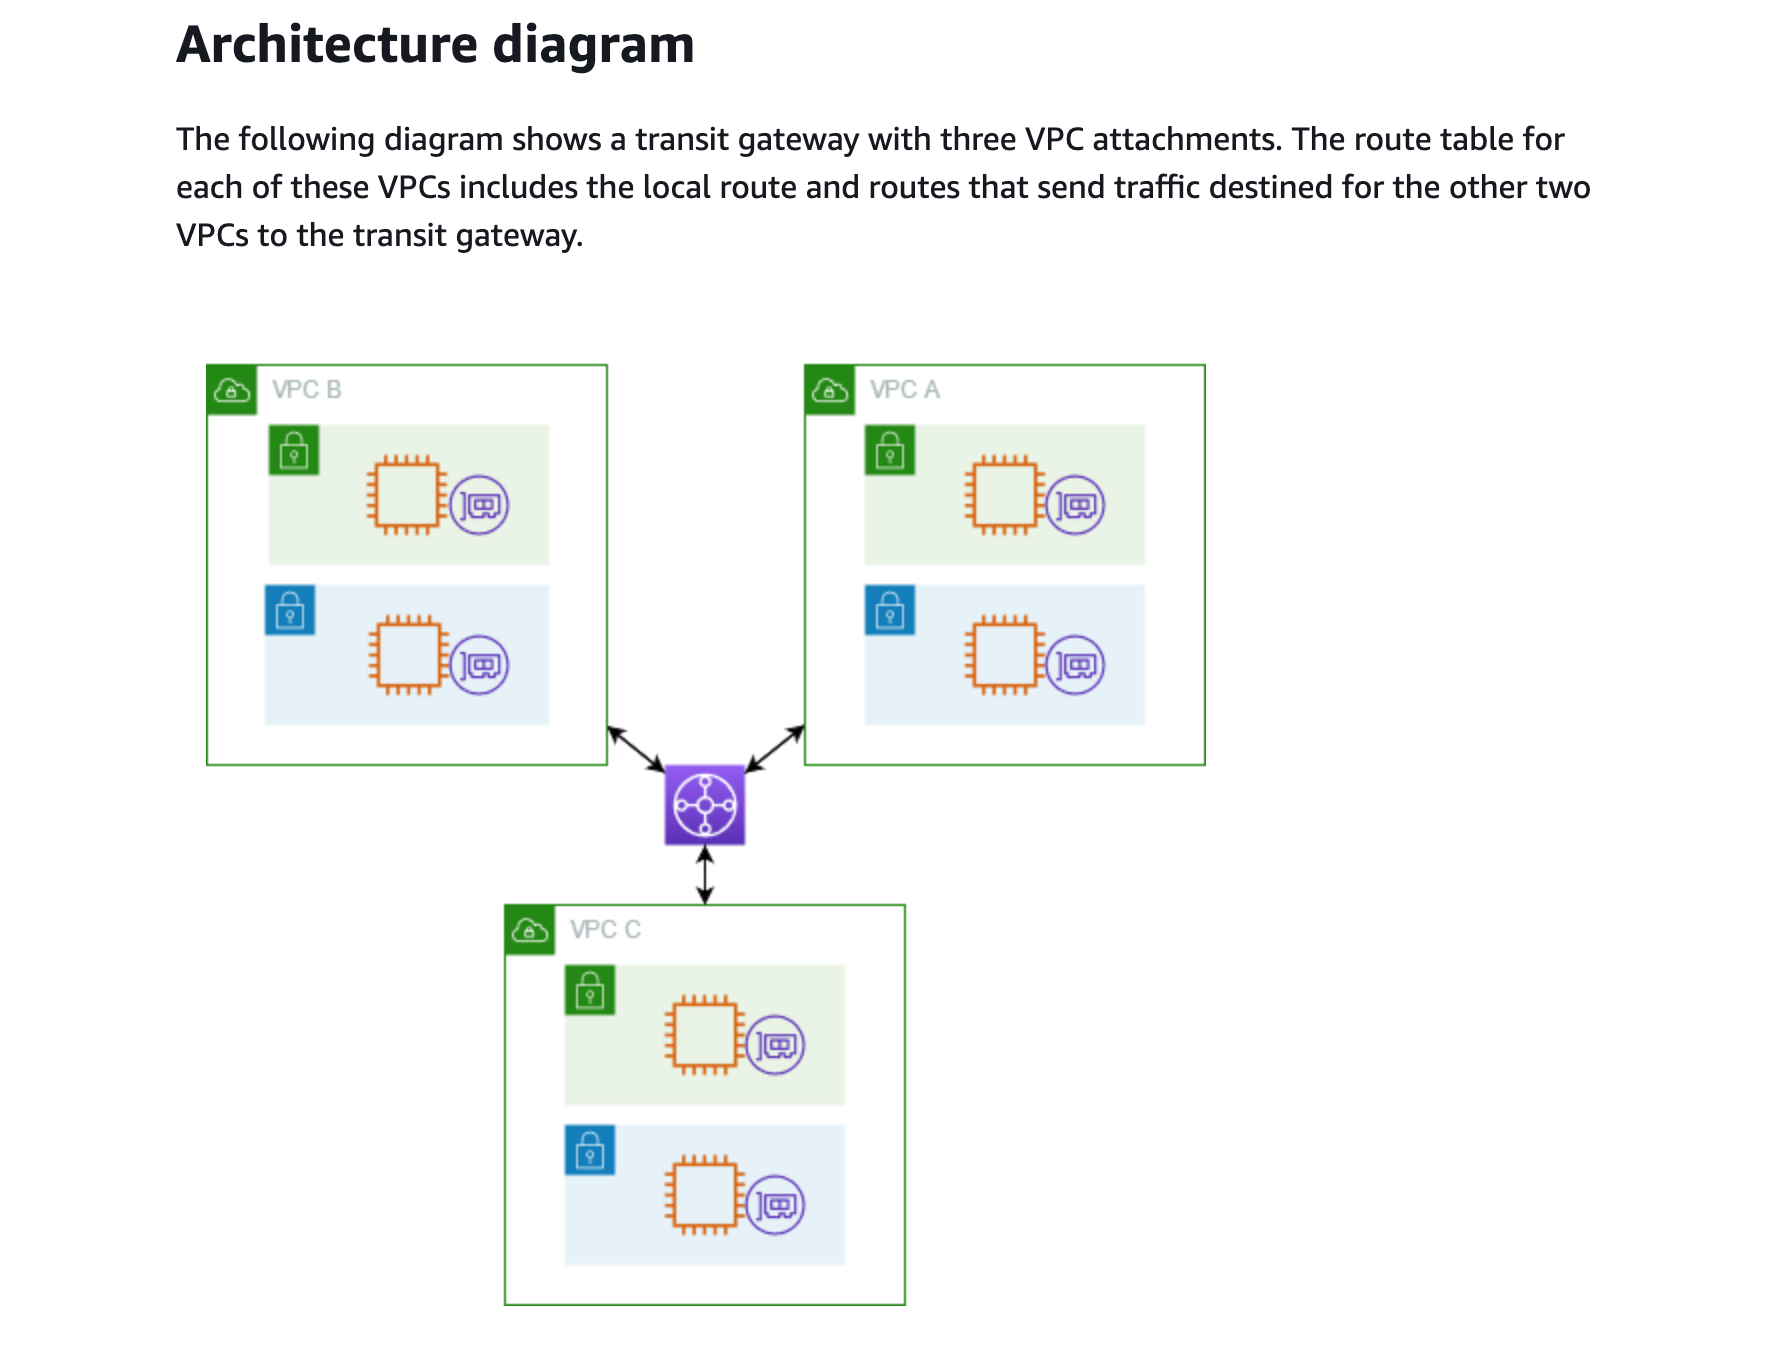 Architecture diagram
The following diagram shows a transit gateway with three VPC attachments. The route table for
each of these VPCs includes the local route and routes that send traffic destined for the other two
VPCs to the transit gateway.
VPC B
VPC A
VPC C